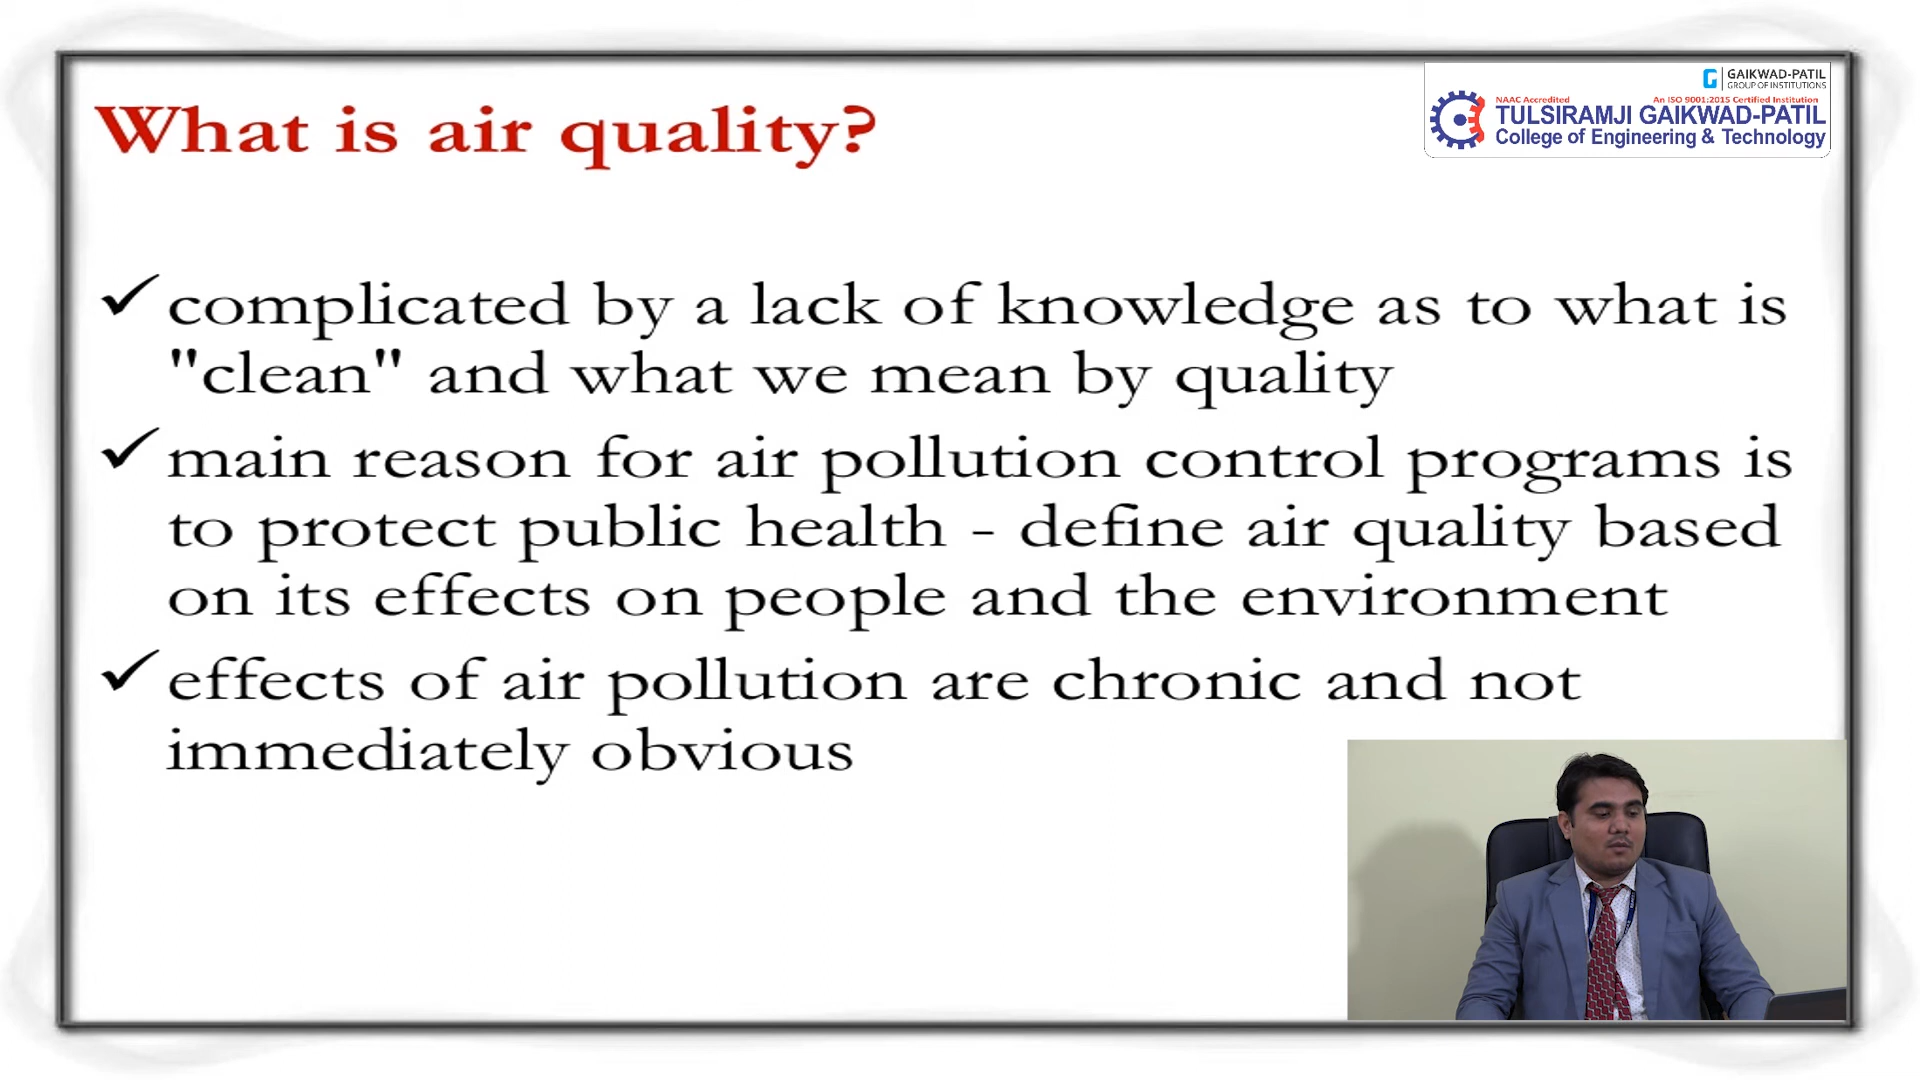 What is air quality?
GAIKWAD-PATIL
GROUP OF INSTITUTIONS
NAAC Accredited An ISO 9001:2015 Certified Institution
TULSIRAMJI GAIKWAD-PATIL
College of Engineering & Technology
✓ complicated by a lack of knowledge as to what is
"clean" and what we mean by quality
✓ main reason for air pollution control programs is
to protect public health - define air quality based
on its effects on people and the environment
✓ effects of air pollution are chronic and not
immediately obvious